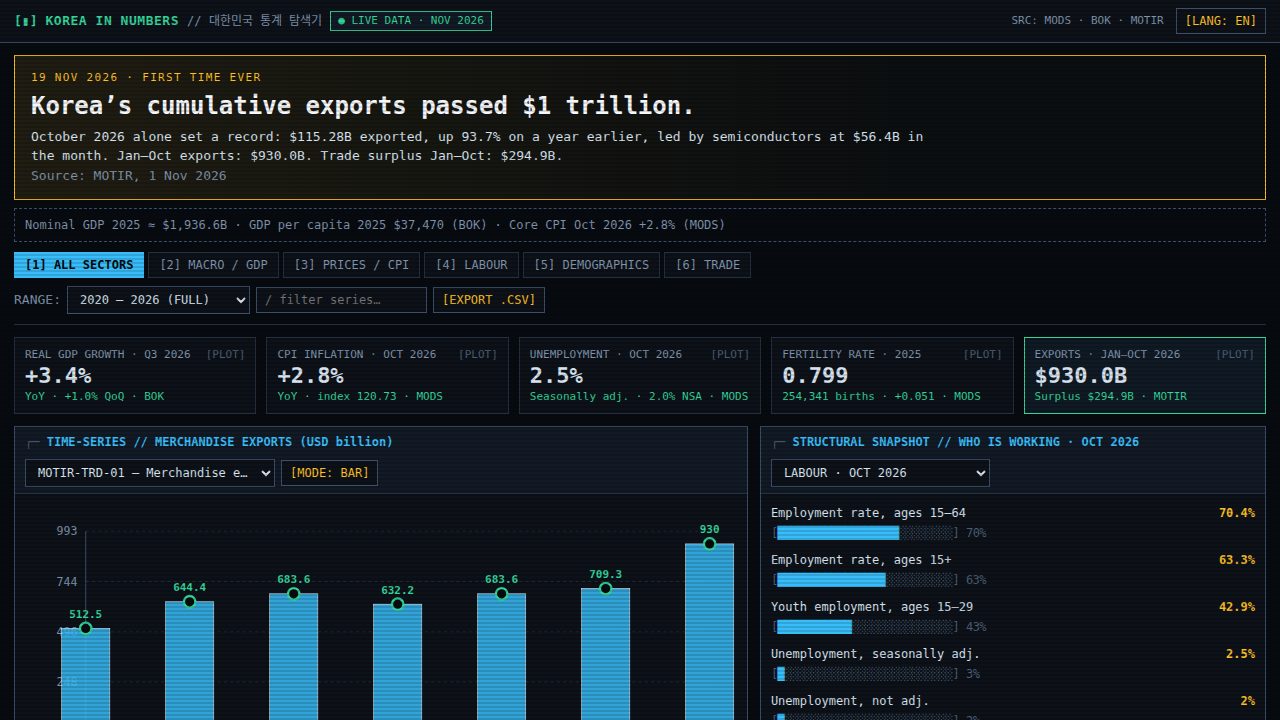 [▮] KOREA IN NUMBERS // 대한민국 통계 탐색기 ● LIVE DATA · NOV 2026 SRC: MODS · BOK · MOTIR [LANG: EN]
19 NOV 2026 · FIRST TIME EVER
Korea’s cumulative exports passed $1 trillion.
October 2026 alone set a record: $115.28B exported, up 93.7% on a year earlier, led by semiconductors at $56.4B in
the month. Jan–Oct exports: $930.0B. Trade surplus Jan–Oct: $294.9B.
Source: MOTIR, 1 Nov 2026
Nominal GDP 2025 ≈ $1,936.6B · GDP per capita 2025 $37,470 (BOK) · Core CPI Oct 2026 +2.8% (MODS)
[1] ALL SECTORS [2] MACRO / GDP [3] PRICES / CPI [4] LABOUR [5] DEMOGRAPHICS [6] TRADE
RANGE: 2020 — 2026 (FULL) / filter series… [EXPORT .CSV]
REAL GDP GROWTH · Q3 2026 [PLOT]
+3.4%
YoY · +1.0% QoQ · BOK
CPI INFLATION · OCT 2026 [PLOT]
+2.8%
YoY · index 120.73 · MODS
UNEMPLOYMENT · OCT 2026 [PLOT]
2.5%
Seasonally adj. · 2.0% NSA · MODS
FERTILITY RATE · 2025 [PLOT]
0.799
254,341 births · +0.051 · MODS
EXPORTS · JAN–OCT 2026 [PLOT]
$930.0B
Surplus $294.9B · MOTIR
┌─ TIME-SERIES // MERCHANDISE EXPORTS (USD billion)
MOTIR-TRD-01 — Merchandise e… [MODE: BAR]
993
744
496
248
512.5
644.4
683.6
632.2
683.6
709.3
930
┌─ STRUCTURAL SNAPSHOT // WHO IS WORKING · OCT 2026
LABOUR · OCT 2026
Employment rate, ages 15–64 70.4%
[▓▓▓▓▓▓▓▓▓▓▓▓▓▓▓▓▓░░░░░░░] 70%
Employment rate, ages 15+ 63.3%
[▓▓▓▓▓▓▓▓▓▓▓▓▓▓▓░░░░░░░░░] 63%
Youth employment, ages 15–29 42.9%
[▓▓▓▓▓▓▓▓▓▓░░░░░░░░░░░░░░] 43%
Unemployment, seasonally adj. 2.5%
[▓░░░░░░░░░░░░░░░░░░░░░░░] 3%
Unemployment, not adj. 2%